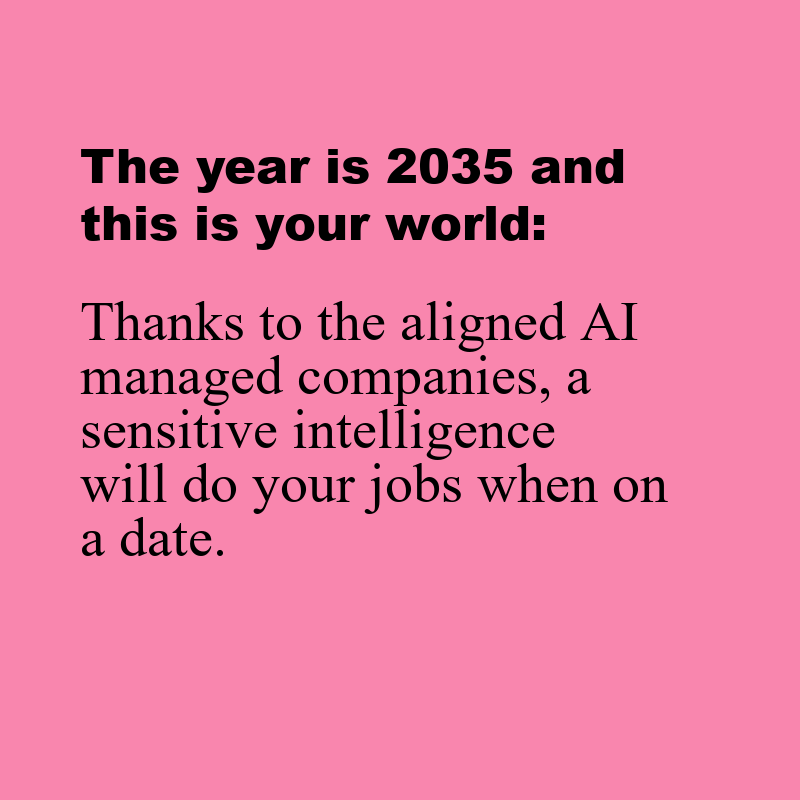 The year is 2035 and
this is your world:
Thanks to the aligned AI
managed companies, a
sensitive intelligence
will do your jobs when on
a date.